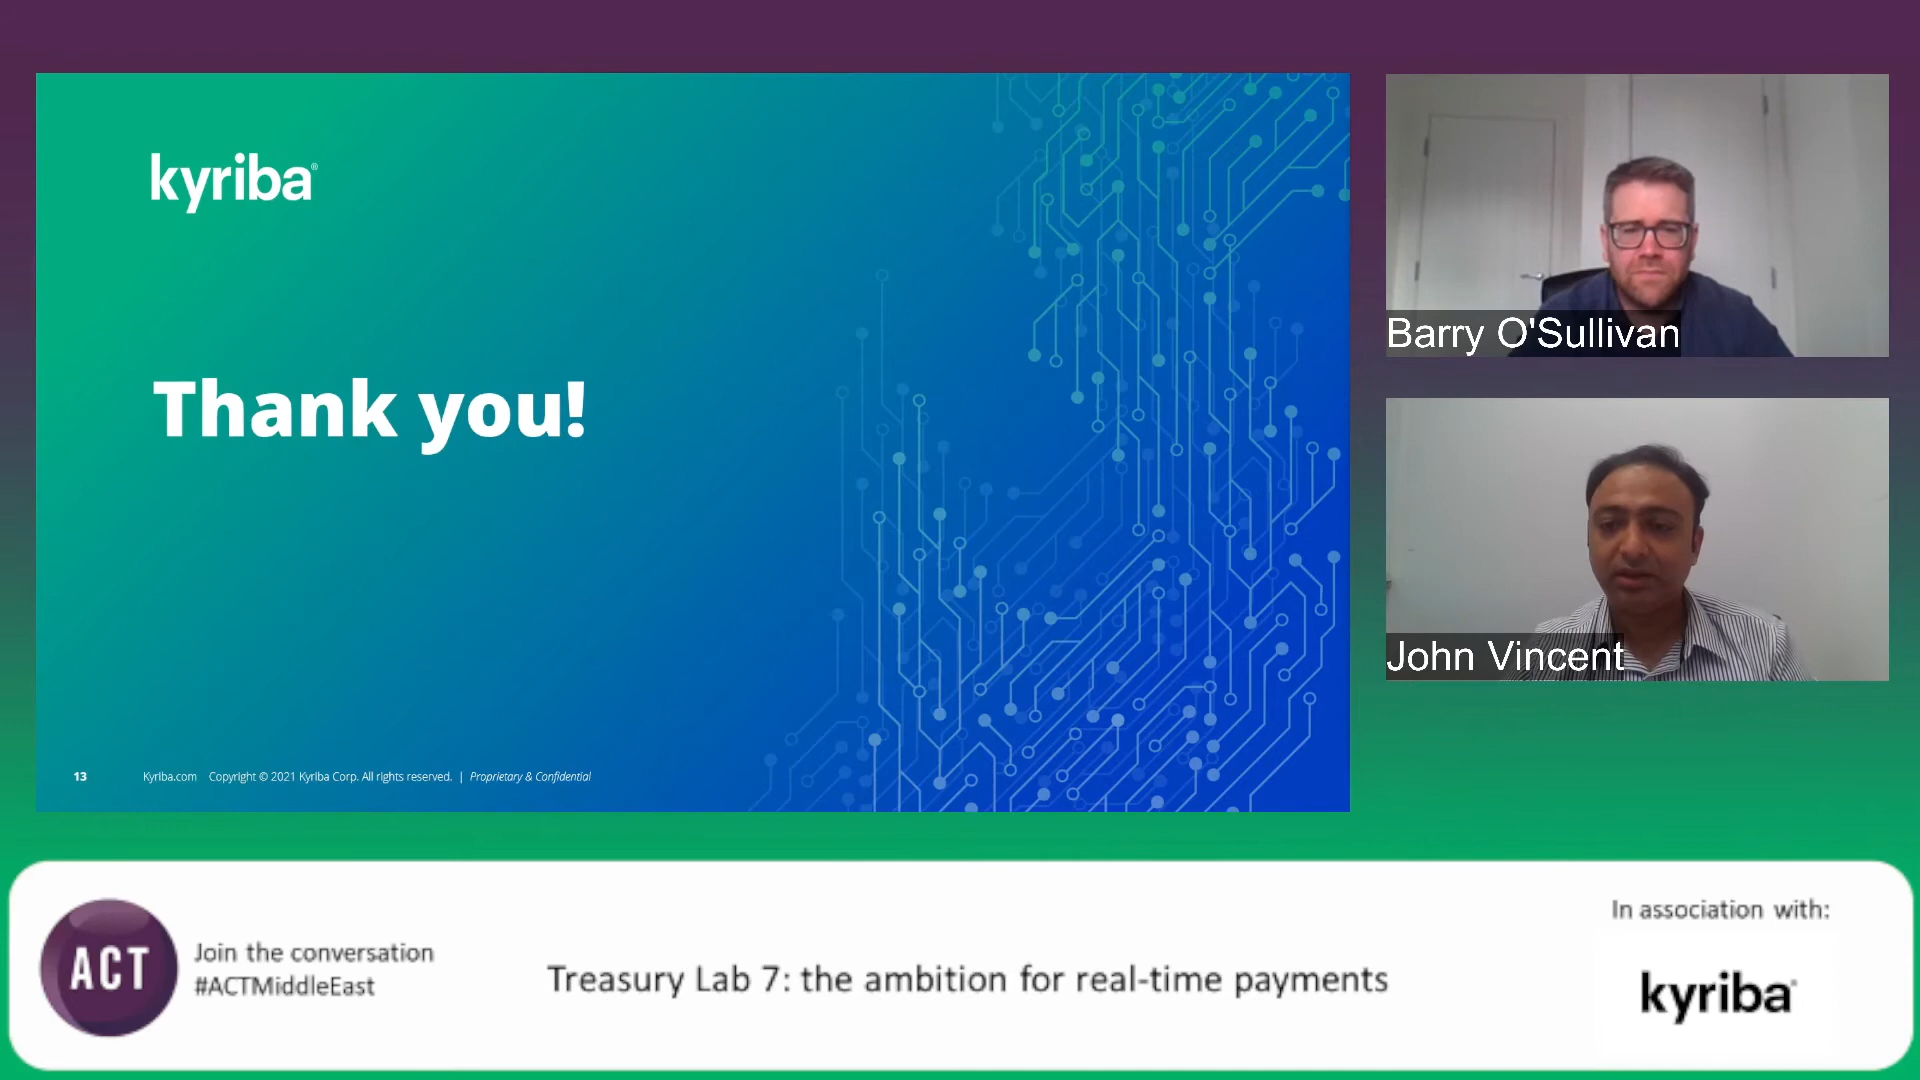 kyriba®
Thank you!
13 Kyriba.com Copyright © 2021 Kyriba Corp. All rights reserved. | Proprietary & Confidential
Barry O'Sullivan
John Vincent
ACT
Join the conversation
#ACTMiddleEast
Treasury Lab 7: the ambition for real-time payments
In association with:
kyriba